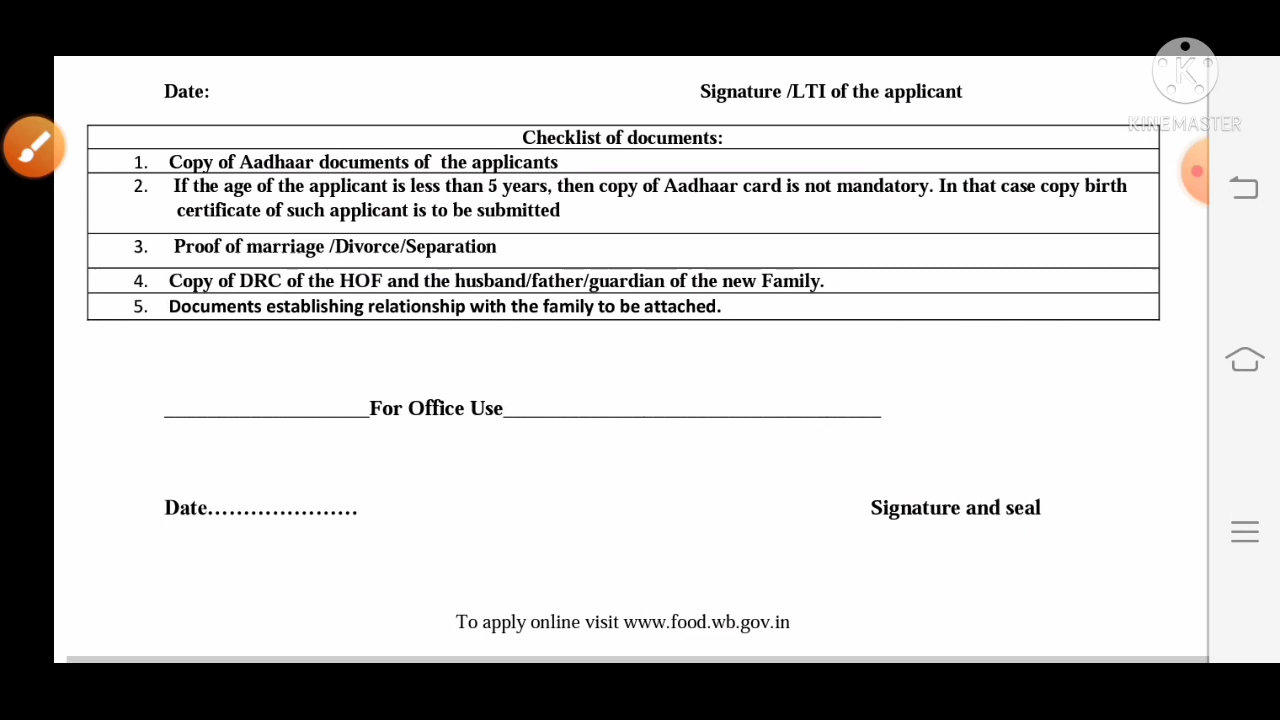 Date: Signature /LTI of the applicant
K
KINEMASTER
Checklist of documents:
1. Copy of Aadhaar documents of the applicants
2. If the age of the applicant is less than 5 years, then copy of Aadhaar card is not mandatory. In that case copy birth
certificate of such applicant is to be submitted
3. Proof of marriage /Divorce/Separation
4. Copy of DRC of the HOF and the husband/father/guardian of the new Family.
5. Documents establishing relationship with the family to be attached.
___________________For Office Use___________________________________
Date………………… Signature and seal
To apply online visit www.food.wb.gov.in